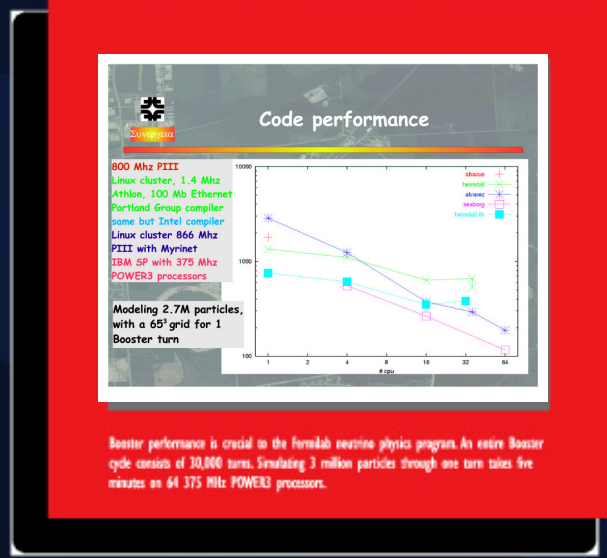 Συνεργεια
Code performance
800 Mhz PIII
Linux cluster, 1.4 Mhz
Athlon, 100 Mb Ethernet
Portland Group compiler
same but Intel compiler
Linux cluster 866 Mhz
PIII with Myrinet
IBM SP with 375 Mhz
POWER3 processors
Modeling 2.7M particles,
with a 65³ grid for 1
Booster turn
10000
1000
100
abacus
heimdall
alvarez
seaborg
heimdall-itc
1 2 4 8 16 32 64
# cpu
Booster performance is crucial to the Fermilab neutrino physics program. An entire Booster
cycle consists of 30,000 turns. Simulating 3 million particles through one turn takes five
minutes on 64 375 MHz POWER3 processors.